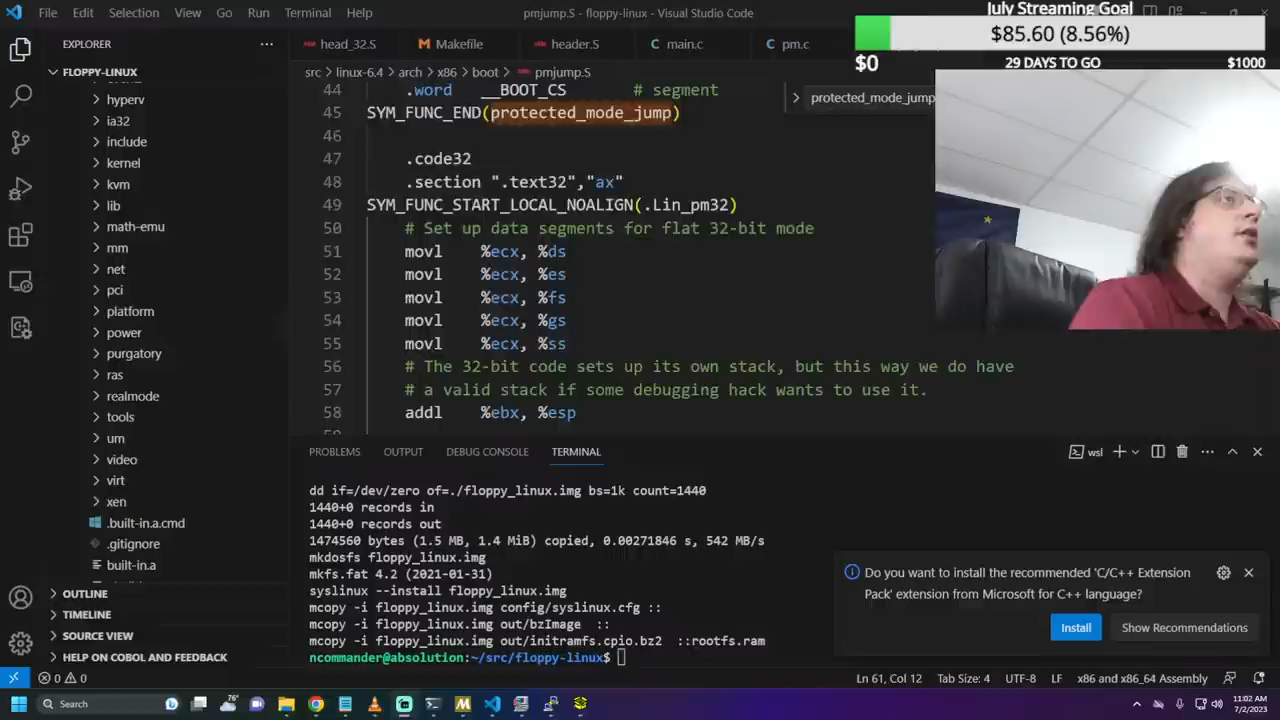 File Edit Selection View Go Run Terminal Help
pmjump.S - floppy-linux - Visual Studio Code
July Streaming Goal
$85.60 (8.56%)
$0 29 DAYS TO GO $1000
EXPLORER
FLOPPY-LINUX
hyperv
ia32
include
kernel
kvm
lib
math-emu
mm
net
pci
platform
power
purgatory
ras
realmode
tools
um
video
virt
xen
.built-in.a.cmd
.gitignore
built-in.a
OUTLINE
TIMELINE
SOURCE VIEW
HELP ON COBOL AND FEEDBACK
head_32.S Makefile header.S main.c pm.c
src > linux-6.4 > arch > x86 > boot > pmjump.S
protected_mode_jump
44 .word __BOOT_CS # segment
45 SYM_FUNC_END(protected_mode_jump)
46
47 .code32
48 .section ".text32","ax"
49 SYM_FUNC_START_LOCAL_NOALIGN(.Lin_pm32)
50 # Set up data segments for flat 32-bit mode
51 movl %ecx, %ds
52 movl %ecx, %es
53 movl %ecx, %fs
54 movl %ecx, %gs
55 movl %ecx, %ss
56 # The 32-bit code sets up its own stack, but this way we do have
57 # a valid stack if some debugging hack wants to use it.
58 addl %ebx, %esp
PROBLEMS OUTPUT DEBUG CONSOLE TERMINAL
wsl
dd if=/dev/zero of=./floppy_linux.img bs=1k count=1440
1440+0 records in
1440+0 records out
1474560 bytes (1.5 MB, 1.4 MiB) copied, 0.00271846 s, 542 MB/s
mkdosfs floppy_linux.img
mkfs.fat 4.2 (2021-01-31)
syslinux --install floppy_linux.img
mcopy -i floppy_linux.img config/syslinux.cfg ::
mcopy -i floppy_linux.img out/bzImage ::
mcopy -i floppy_linux.img out/initramfs.cpio.bz2 ::rootfs.ram
ncommander@absolution:~/src/floppy-linux$
Do you want to install the recommended 'C/C++ Extension
Pack' extension from Microsoft for C++ language?
Install Show Recommendations
0 0
Ln 61, Col 12 Tab Size: 4 UTF-8 LF x86 and x86_64 Assembly
Search
76°
11:02 AM
7/2/2023